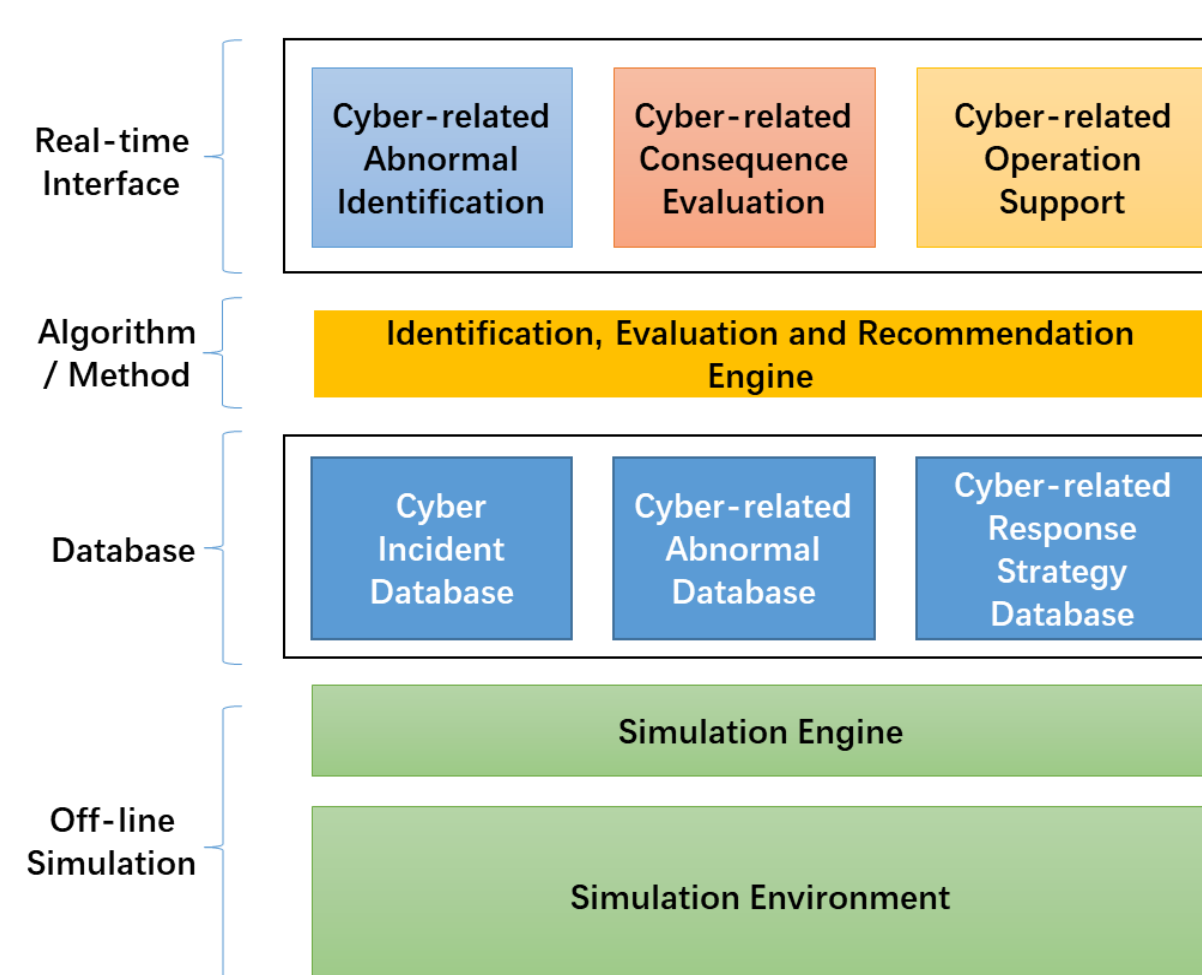 Real-time
Interface
Cyber-related
Abnormal
Identification
Cyber-related
Consequence
Evaluation
Cyber-related
Operation
Support
Algorithm
/ Method
Identification, Evaluation and Recommendation
Engine
Database
Cyber
Incident
Database
Cyber-related
Abnormal
Database
Cyber-related
Response
Strategy
Database
Off-line
Simulation
Simulation Engine
Simulation Environment